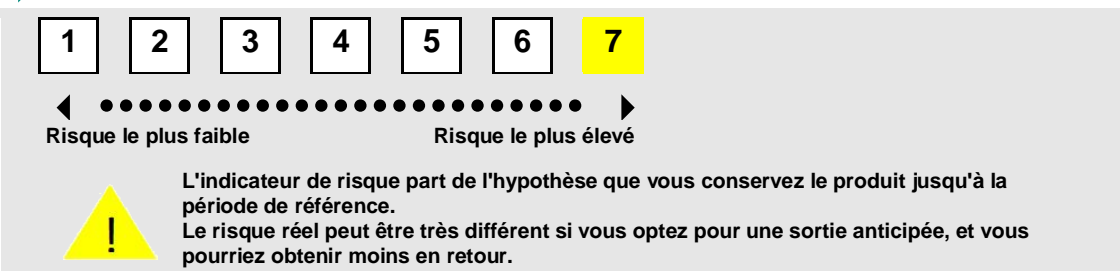 1 2 3 4 5 6 7
Risque le plus faible Risque le plus élevé
L'indicateur de risque part de l'hypothèse que vous conservez le produit jusqu'à la
période de référence.
Le risque réel peut être très différent si vous optez pour une sortie anticipée, et vous
pourriez obtenir moins en retour.
!